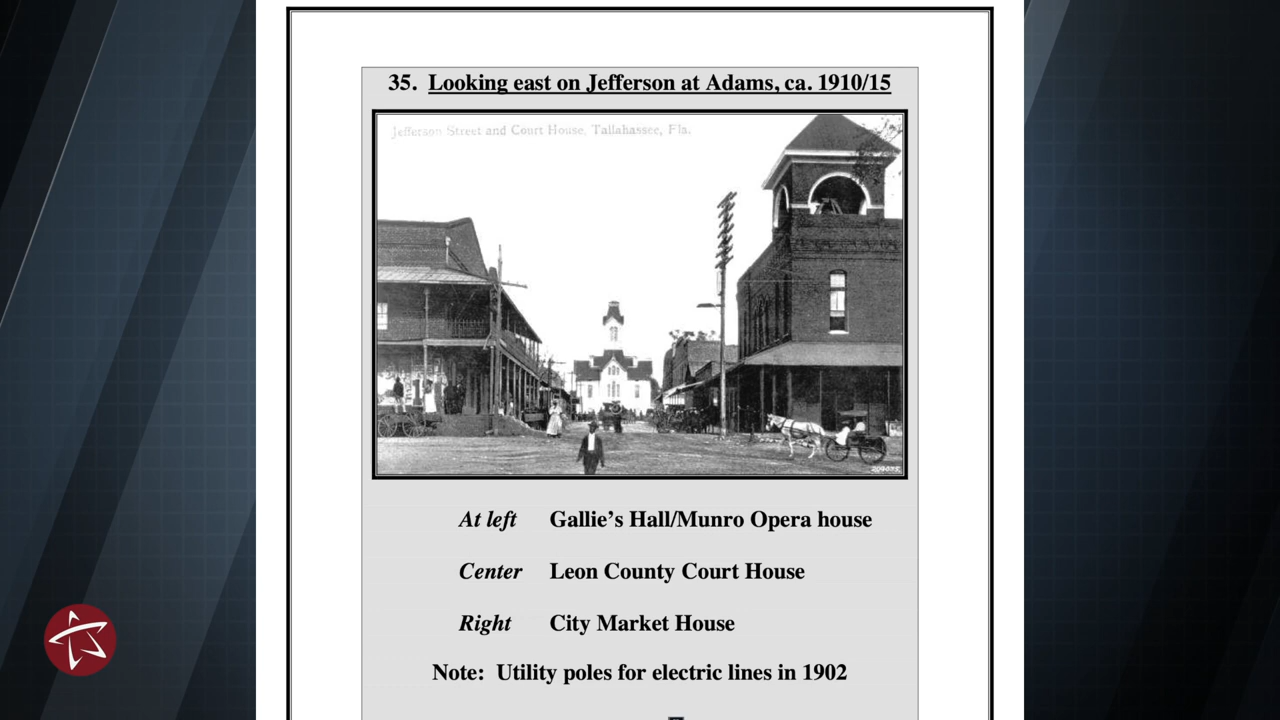 35. Looking east on Jefferson at Adams, ca. 1910/15
Jefferson Street and Court House, Tallahassee, Fla.
At left Gallie’s Hall/Munro Opera house
Center Leon County Court House
Right City Market House
Note: Utility poles for electric lines in 1902